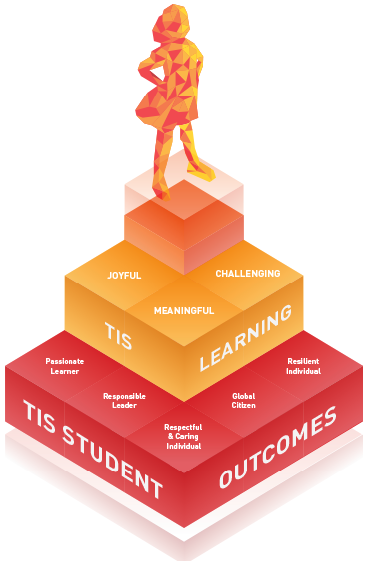 JOYFUL
CHALLENGING
MEANINGFUL
TIS
LEARNING
Passionate
Learner
Resilient
Individual
Responsible
Leader
Global
Citizen
Respectful
& Caring
Individual
TIS STUDENT
OUTCOMES